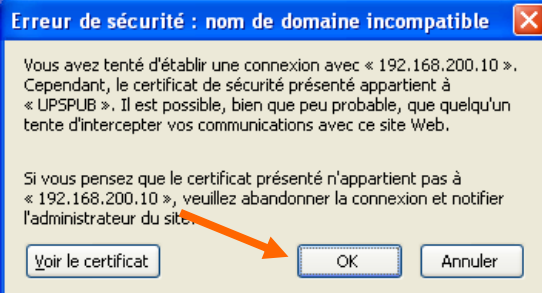 Erreur de sécurité : nom de domaine incompatible
Vous avez tenté d'établir une connexion avec « 192.168.200.10 ».
Cependant, le certificat de sécurité présenté appartient à
« UPSPUB ». Il est possible, bien que peu probable, que quelqu'un
tente d'intercepter vos communications avec ce site Web.
Si vous pensez que le certificat présenté n'appartient pas à
« 192.168.200.10 », veuillez abandonner la connexion et notifier
l'administrateur du site.
Voir le certificat
OK
Annuler